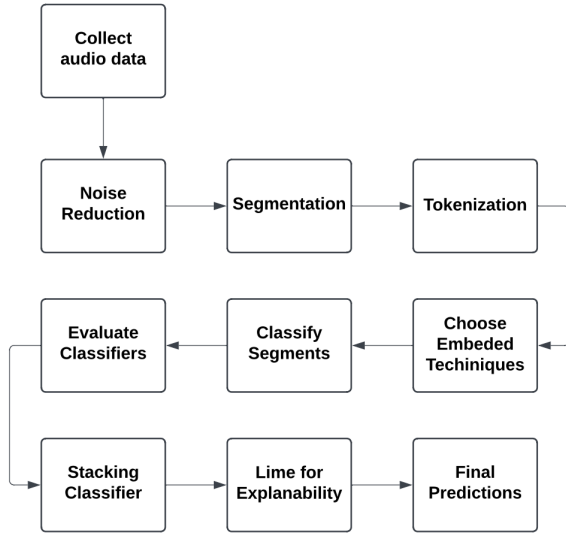 Collect
audio data
Noise
Reduction
Segmentation
Tokenization
Choose
Embeded
Techiniques
Classify
Segments
Evaluate
Classifiers
Stacking
Classifier
Lime for
Explanability
Final
Predictions